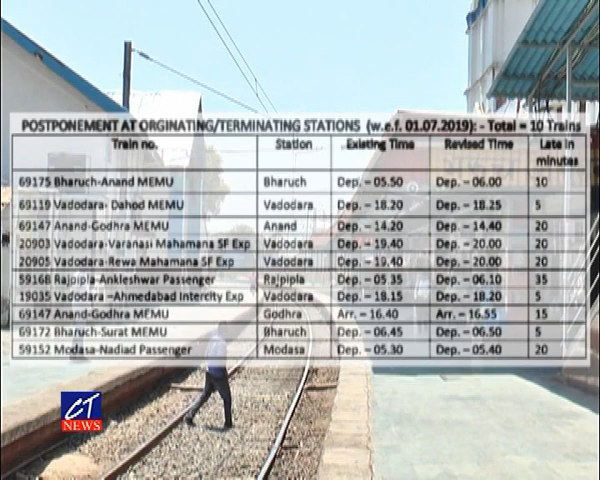 POSTPONEMENT AT ORGINATING/TERMINATING STATIONS (w.e.f. 01.07.2019): - Total = 10 Trains
Train no. Station Existing Time Revised Time Late in minutes
69175 Bharuch-Anand MEMU Bharuch Dep. – 05.50 Dep. – 06.00 10
69119 Vadodara- Dahod MEMU Vadodara Dep. – 18.20 Dep. – 18.25 5
69147 Anand-Godhra MEMU Anand Dep. – 14.20 Dep. – 14.40 20
20903 Vadodara-Varanasi Mahamana SF Exp Vadodara Dep. – 19.40 Dep. – 20.00 20
20905 Vadodara-Rewa Mahamana SF Exp Vadodara Dep. – 19.40 Dep. – 20.00 20
59168 Rajpipla-Ankleshwar Passenger Rajpipla Dep. – 05.35 Dep. – 06.10 35
19035 Vadodara –Ahmedabad Intercity Exp Vadodara Dep. – 18.15 Dep. – 18.20 5
69147 Anand-Godhra MEMU Godhra Arr. – 16.40 Arr. – 16.55 15
69172 Bharuch-Surat MEMU Bharuch Dep. – 06.45 Dep. – 06.50 5
59152 Modasa-Nadiad Passenger Modasa Dep. – 05.30 Dep. – 05.40 20
CT
NEWS